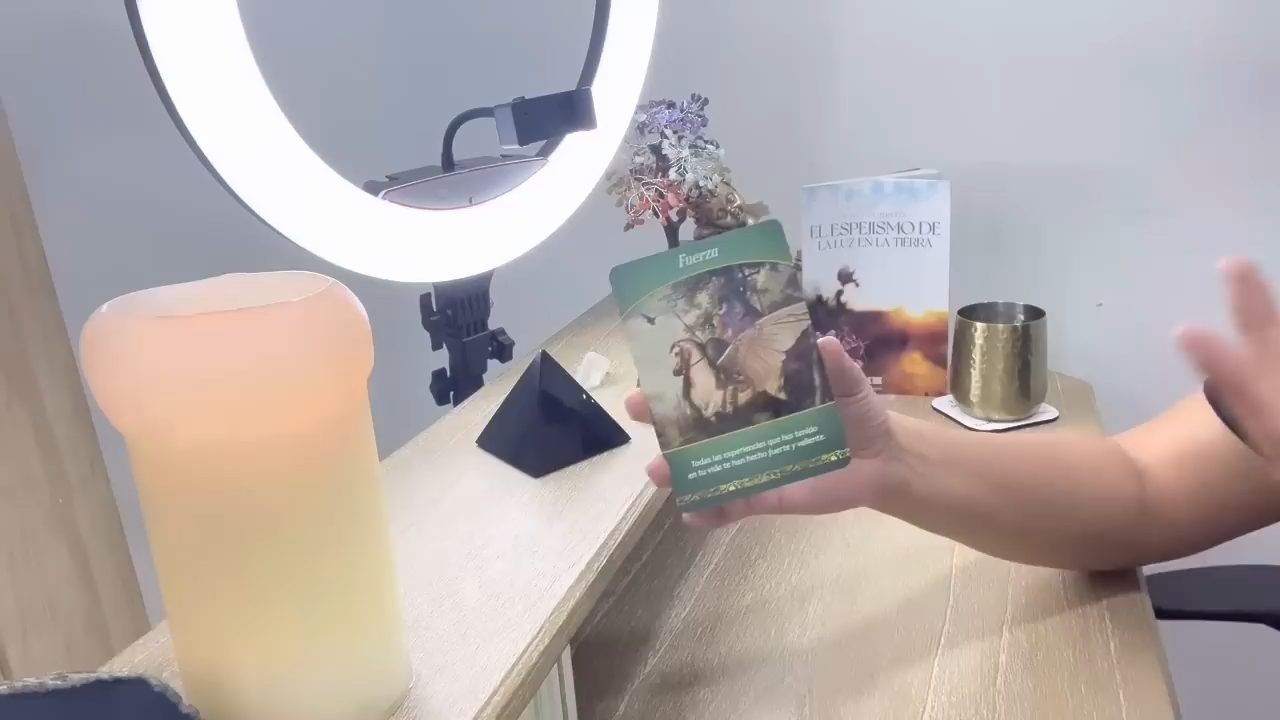 Fuerza
Todas las experiencias que has tenido
en tu vida te han hecho fuerte y valiente.
EL ESPEJISMO DE
LA LUZ EN LA TIERRA